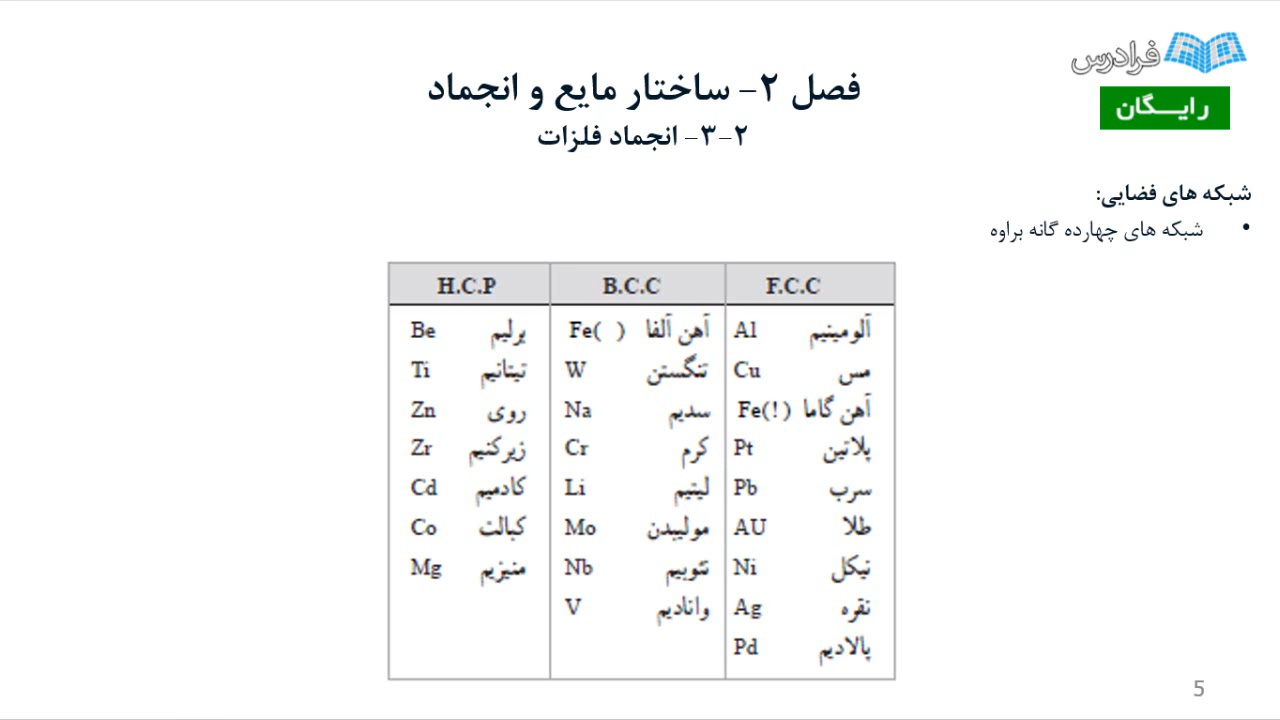 فرادرس
رایگان
فصل ۲- ساختار مایع و انجماد
۲-۳- انجماد فلزات
شبکه های فضایی:
• شبکه های چهارده گانه براوه
H.C.P B.C.C F.C.C
برلیم Be آهن آلفا Fe( ) آلومینیم Al
تیتانیم Ti تنگستن W مس Cu
روی Zn سدیم Na آهن گاما Fe(!)
زیرکنیم Zr کرم Cr پلاتین Pt
کادمیم Cd لیتیم Li سرب Pb
کبالت Co مولیبدن Mo طلا AU
منیزیم Mg نئوبیم Nb نیکل Ni
وانادیم V نقره Ag
پالادیم Pd
5